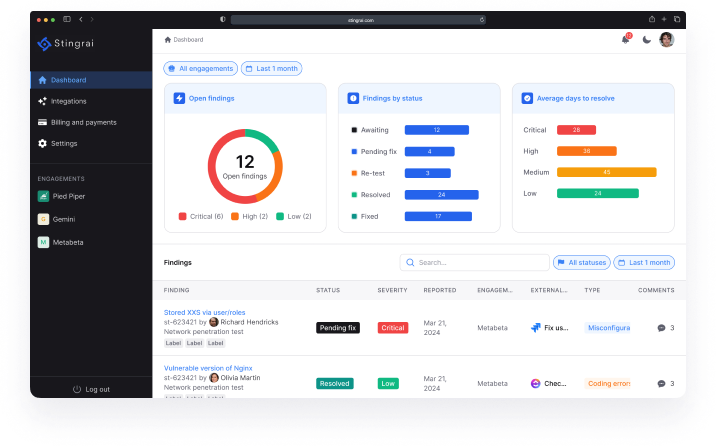 stingrai.com
Stingrai
Dashboard
12
Dashboard
Integations
Billing and payments
Settings
ENGAGEMENTS
Pied Piper
G Gemini
M Metabeta
Log out
All engagements
Last 1 month
Open findings
12
Open findings
Critical (6) High (2) Low (2)
Findings by status
Awaiting 12
Pending fix 4
Re-test 3
Resolved 24
Fixed 17
Average days to resolve
Critical 28
High 36
Medium 45
Low 24
Findings
Search...
All statuses
Last 1 month
FINDING STATUS SEVERITY REPORTED ENGAGEM... EXTERNAL... TYPE COMMENTS
Stored XXS via user/roles
st-623421 by Richard Hendricks
Network penetration test
Label Label Label
Pending fix
Critical
Mar 21,
2024
Metabeta
Fix us...
Misconfigura
3
Vulnerable version of Nginx
st-623421 by Olivia Martin
Network penetration test
Label Label Label
Resolved
Low
Mar 21,
2024
Metabeta
Chec...
Coding errors
3